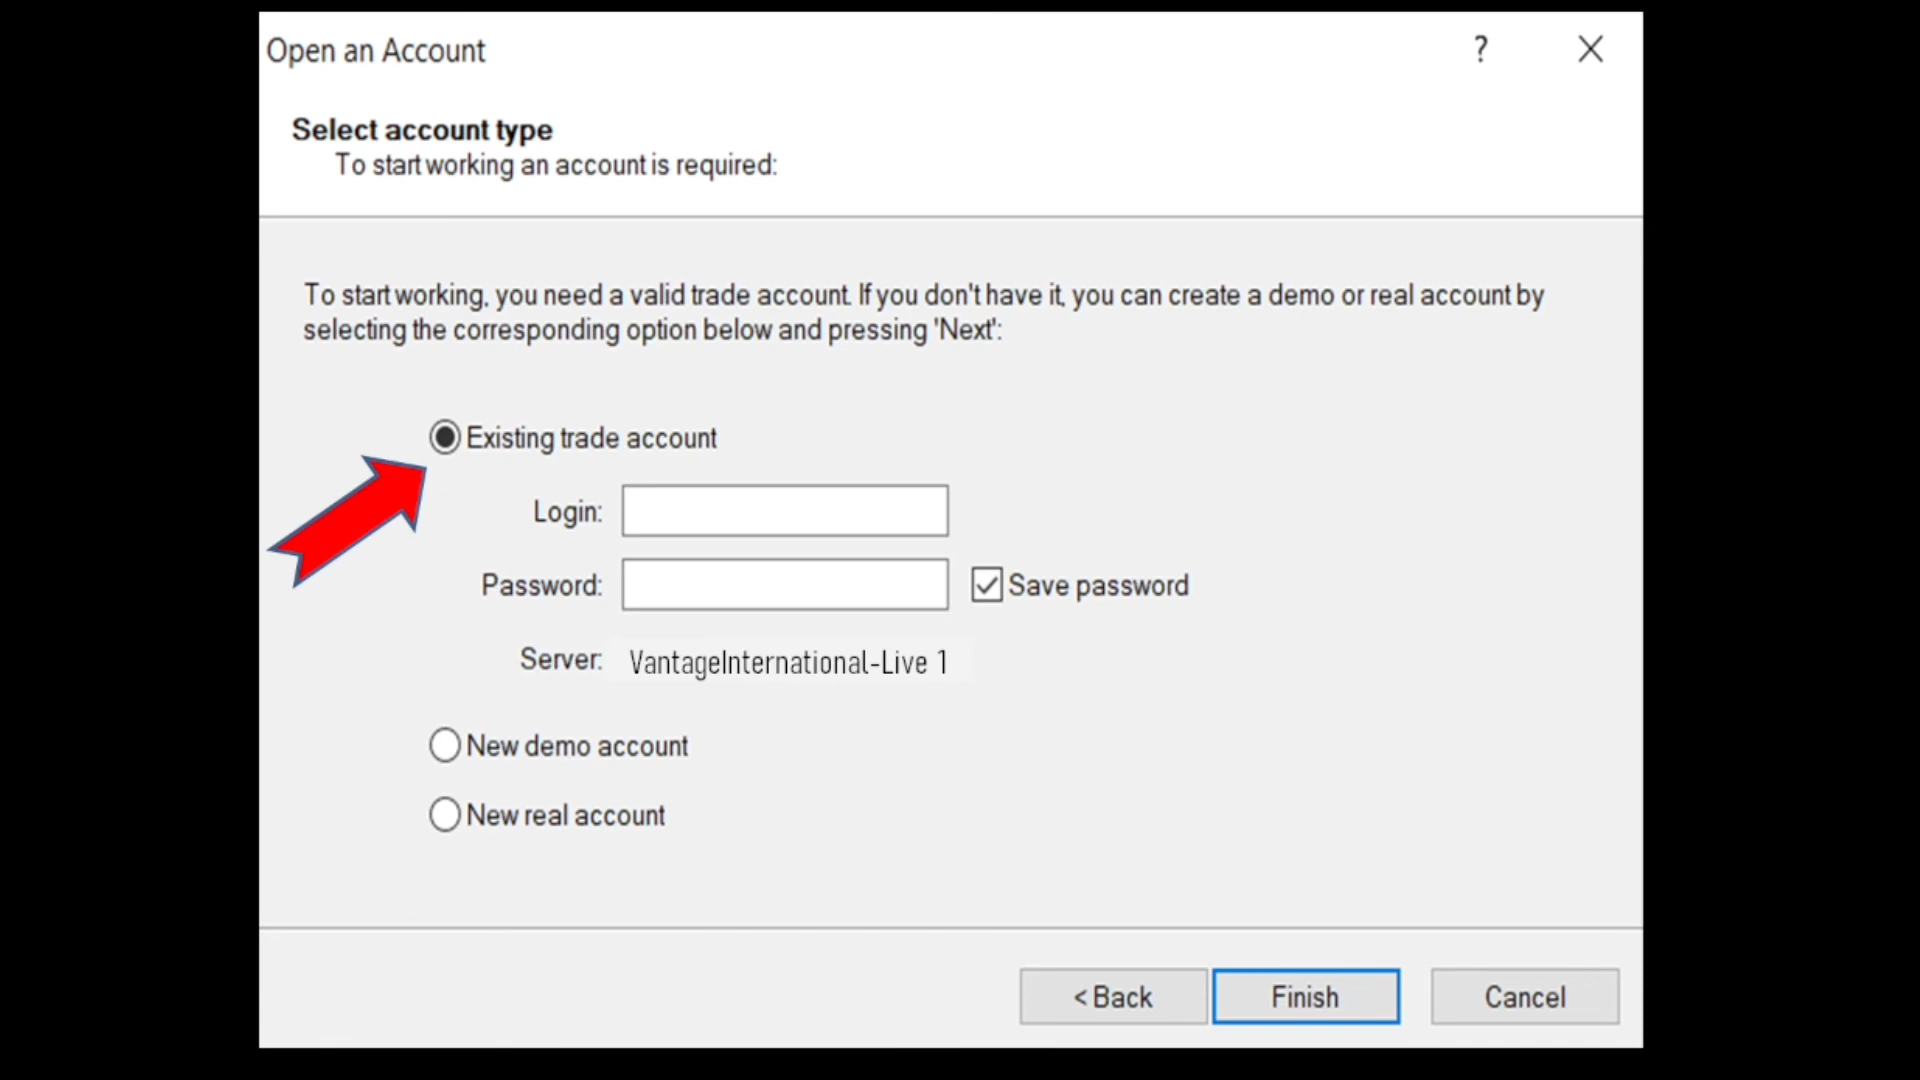 Open an Account
?
Select account type
To start working an account is required:
To start working, you need a valid trade account. If you don't have it, you can create a demo or real account by
selecting the corresponding option below and pressing 'Next':
Existing trade account
Login:
Password:
Save password
Server: VantageInternational-Live 1
New demo account
New real account
< Back
Finish
Cancel